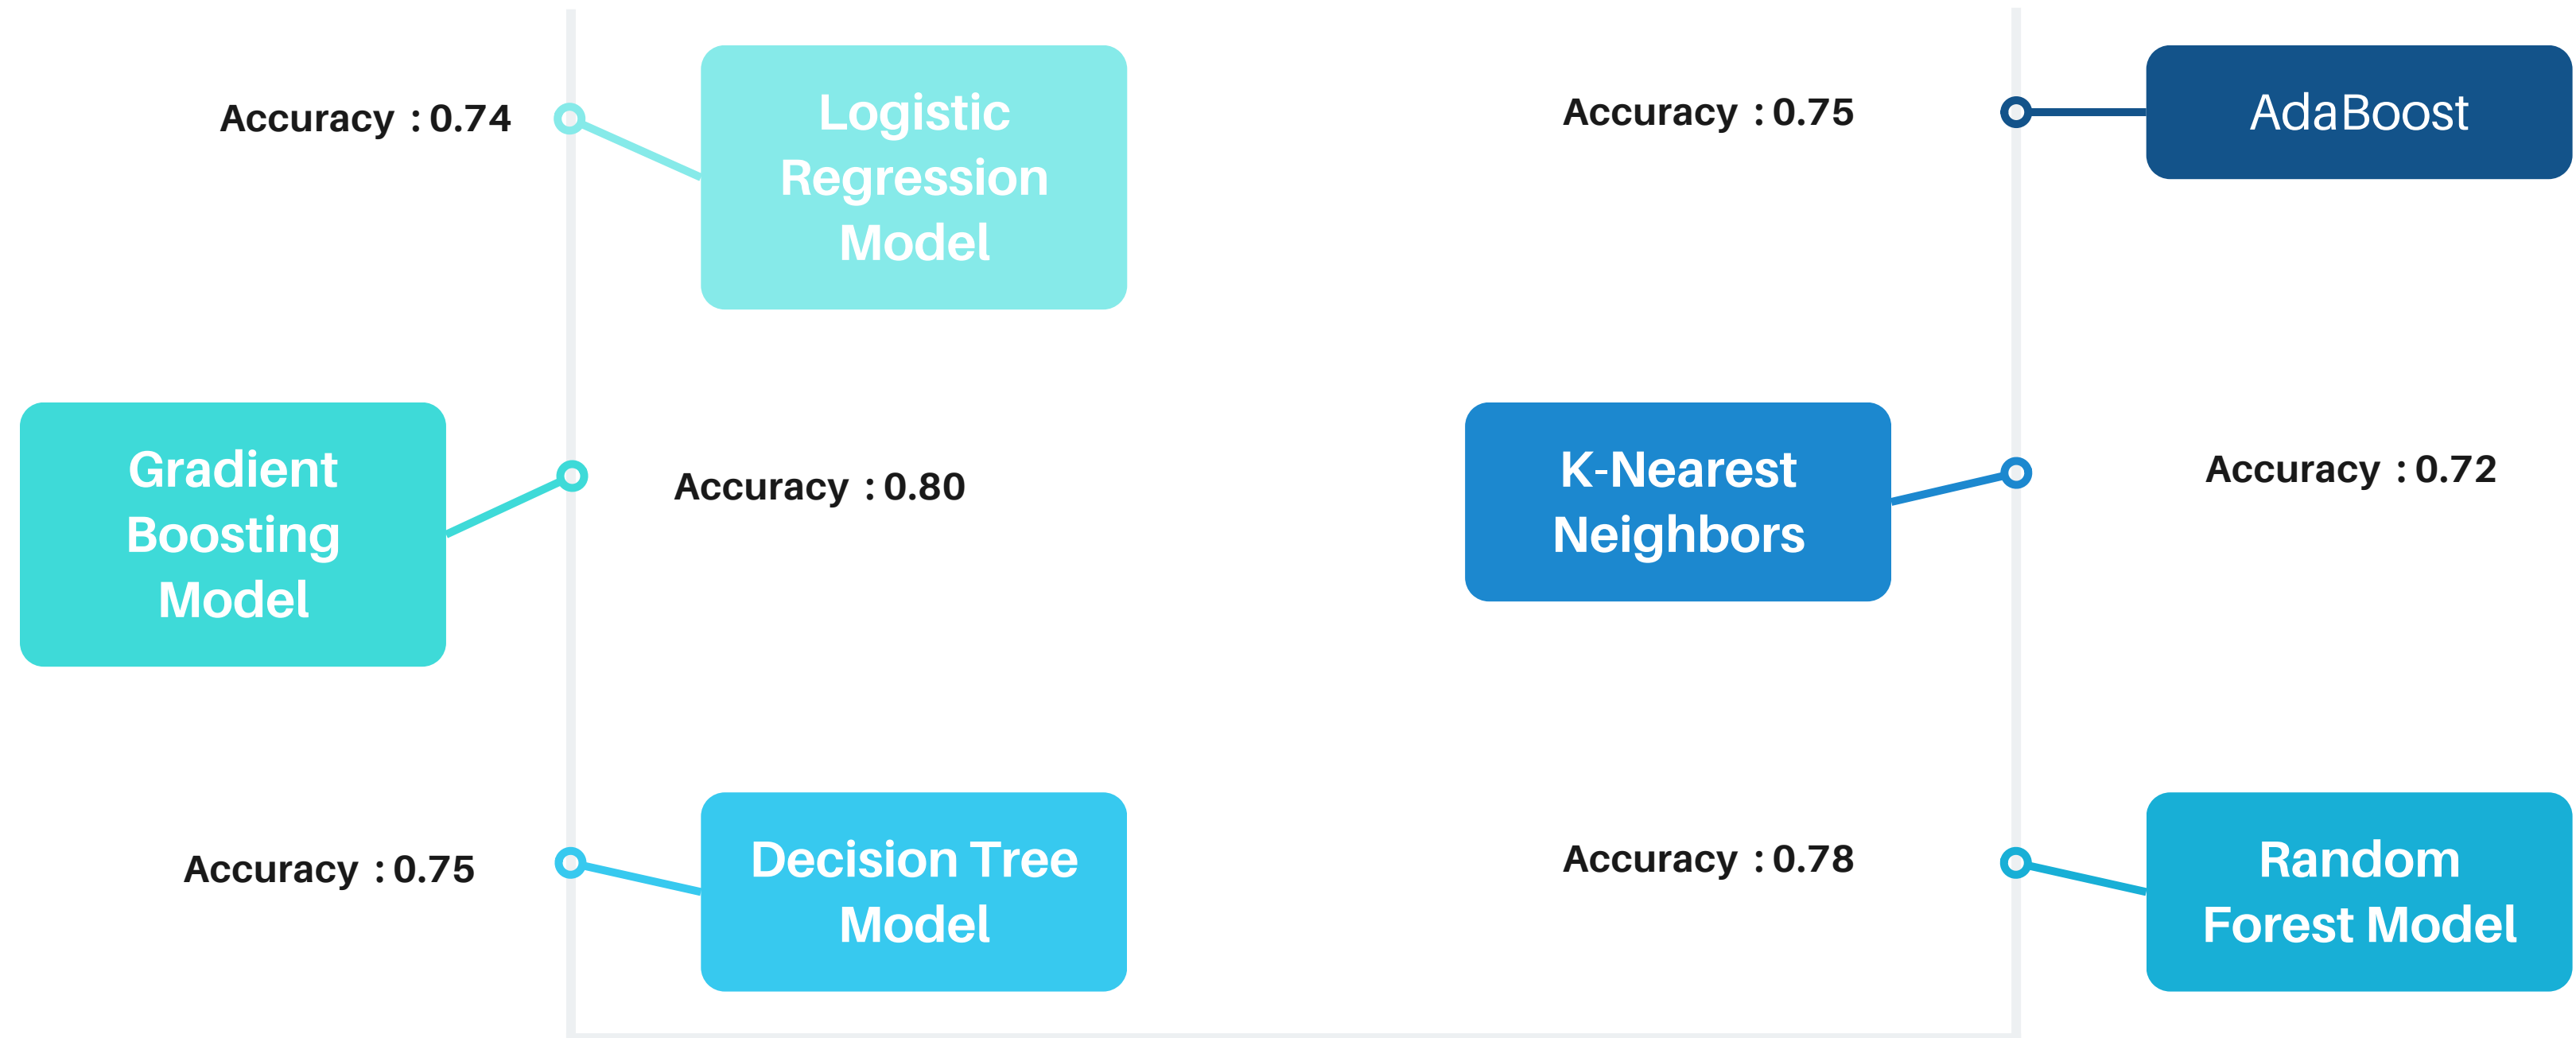 Accuracy : 0.74
Logistic
Regression
Model
Gradient
Boosting
Model
Accuracy : 0.80
Accuracy : 0.75
Decision Tree
Model
Accuracy : 0.75
AdaBoost
K-Nearest
Neighbors
Accuracy : 0.72
Accuracy : 0.78
Random
Forest Model